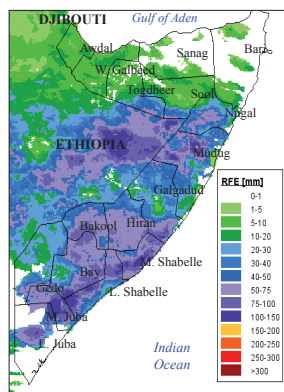 DJIBOUTI
Gulf of Aden
Awdal
Sanag
Bari
W. Galbeed
Togdheer
Sool
Nugal
ETHIOPIA
Mudug
Galgadud
Bakool
Hiran
Bay
M. Shabelle
Gedo
L. Shabelle
M. Juba
L. Juba
Indian
Ocean
RFE [mm]
0-1
1-5
5-10
10-20
20-30
30-40
40-50
50-75
75-100
100-150
150-200
200-250
250-300
>300